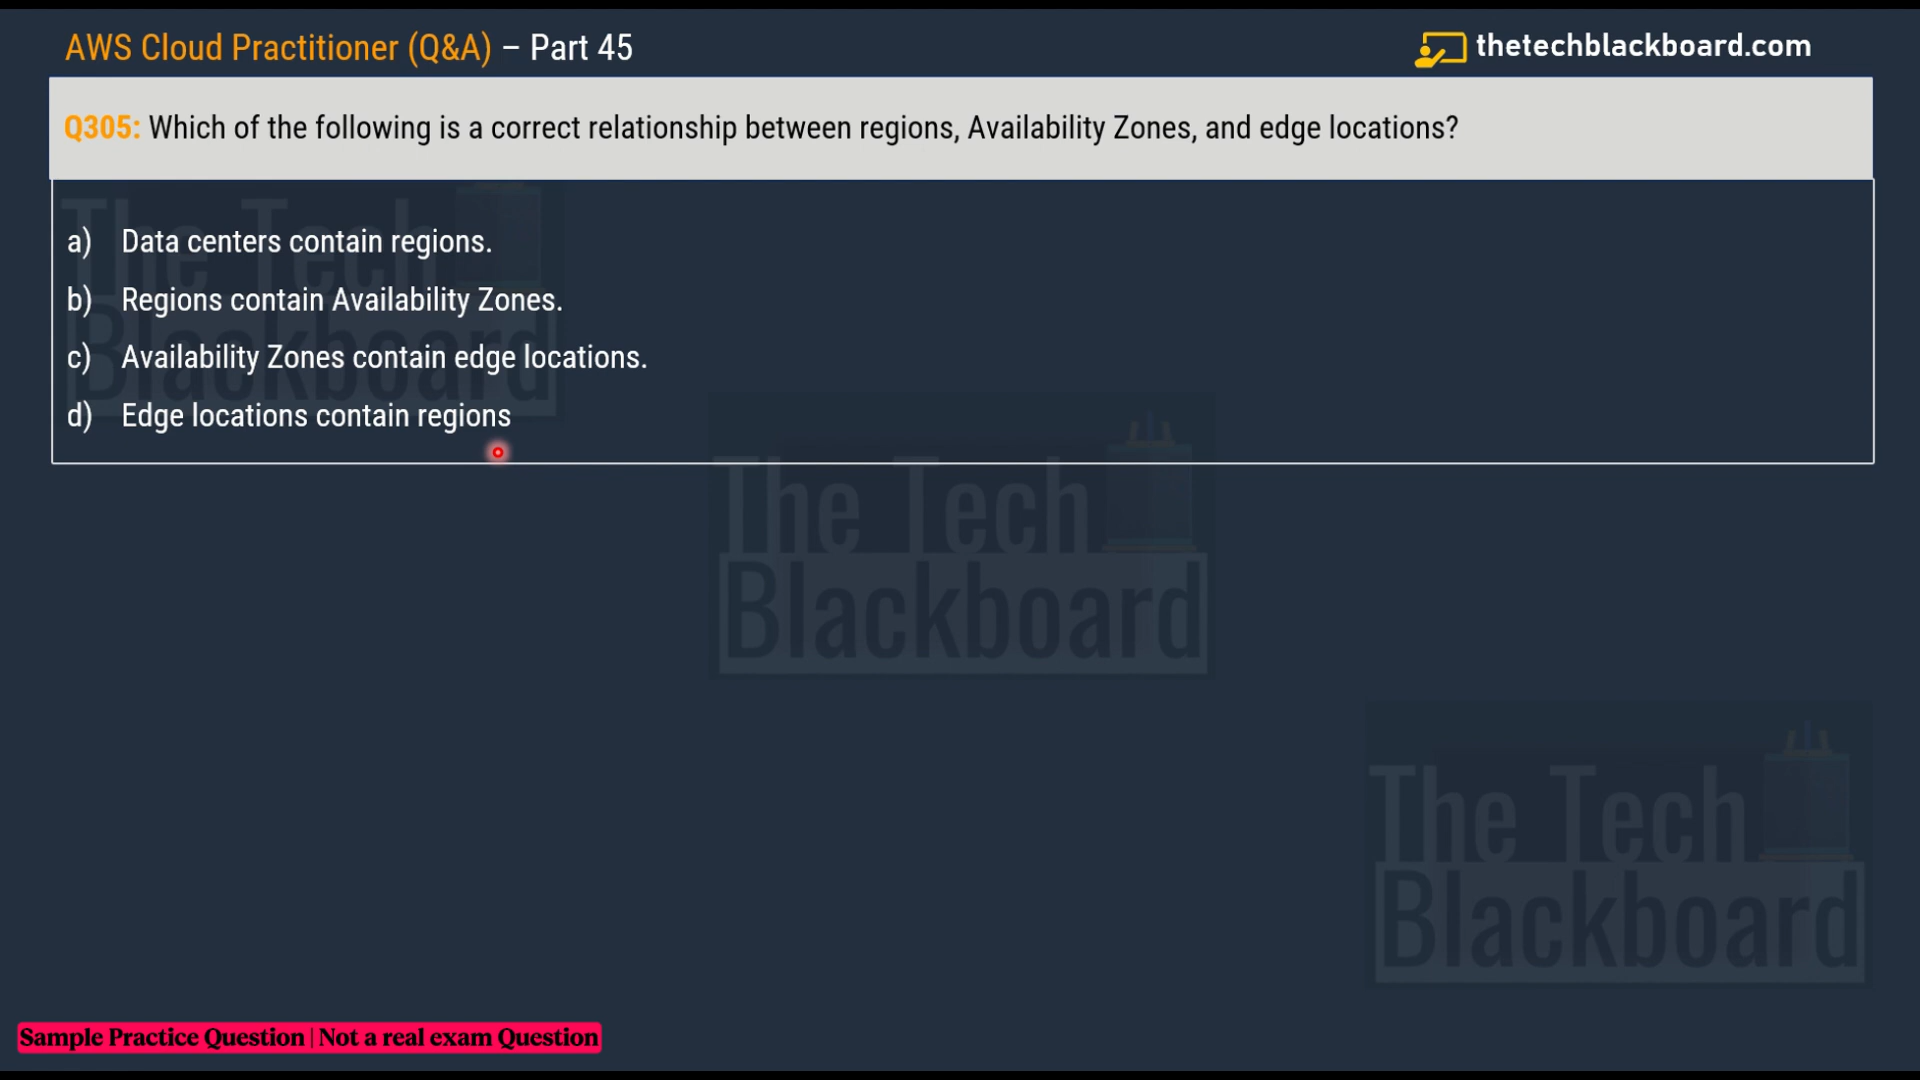 AWS Cloud Practitioner (Q&A) – Part 45
thetechblackboard.com
Q305: Which of the following is a correct relationship between regions, Availability Zones, and edge locations?
a) Data centers contain regions.
b) Regions contain Availability Zones.
c) Availability Zones contain edge locations.
d) Edge locations contain regions
The Tech
Blackboard
The Tech
Blackboard
The Tech
Blackboard
Sample Practice Question | Not a real exam Question